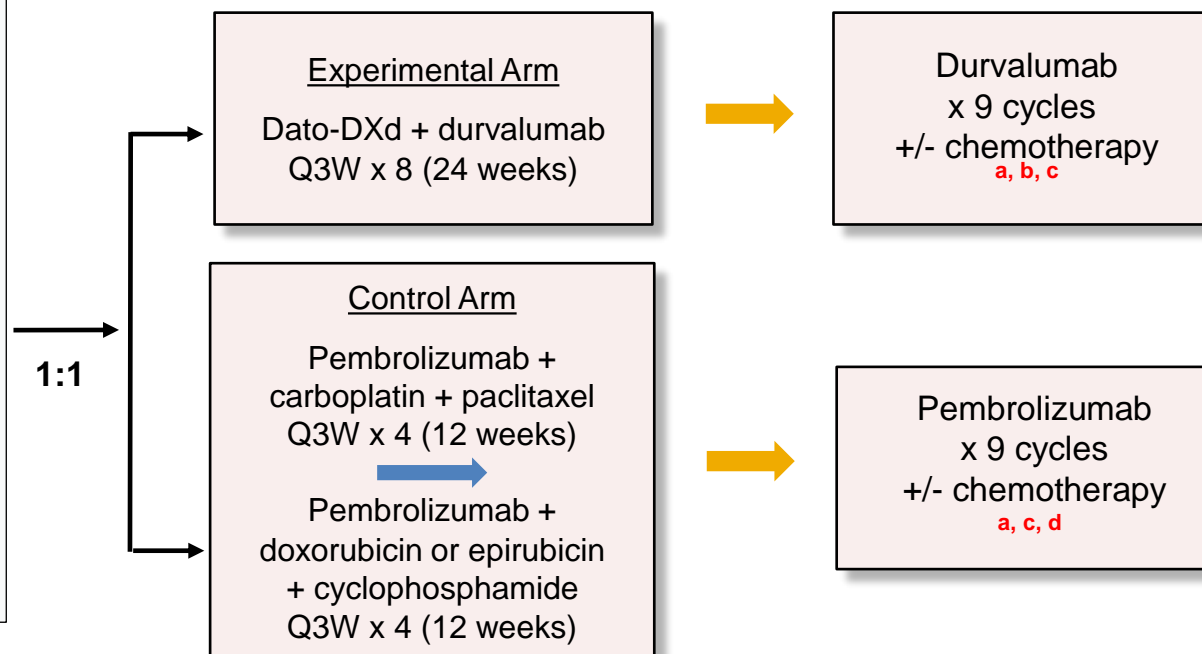 1:1
Experimental Arm
Dato-DXd + durvalumab
Q3W x 8 (24 weeks)
Durvalumab
x 9 cycles
+/- chemotherapy
a, b, c
Control Arm
Pembrolizumab +
carboplatin + paclitaxel
Q3W x 4 (12 weeks)
Pembrolizumab +
doxorubicin or epirubicin
+ cyclophosphamide
Q3W x 4 (12 weeks)
Pembrolizumab
x 9 cycles
+/- chemotherapy
a, c, d